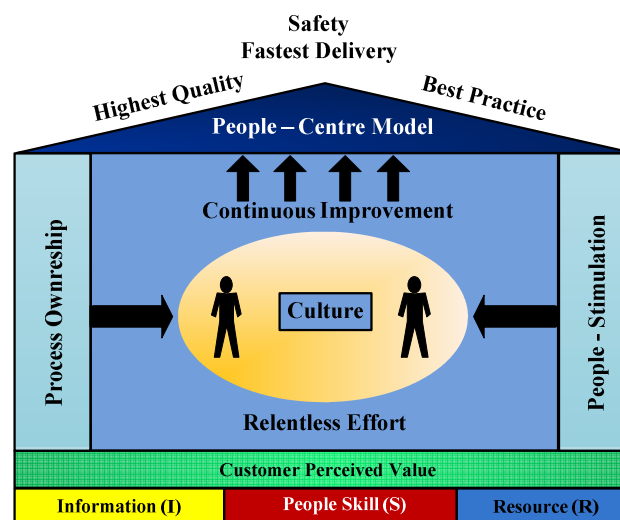 Safety
Fastest Delivery
Highest Quality
Best Practice
People – Centre Model
Continuous Improvement
Process Ownreship
Culture
People - Stimulation
Relentless Effort
Customer Perceived Value
Information (I)
People Skill (S)
Resource (R)